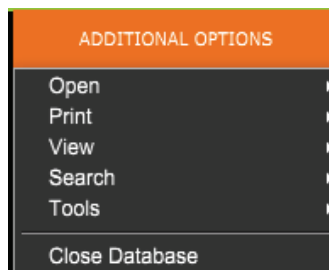 ADDITIONAL OPTIONS
Open
Print
View
Search
Tools
Close Database